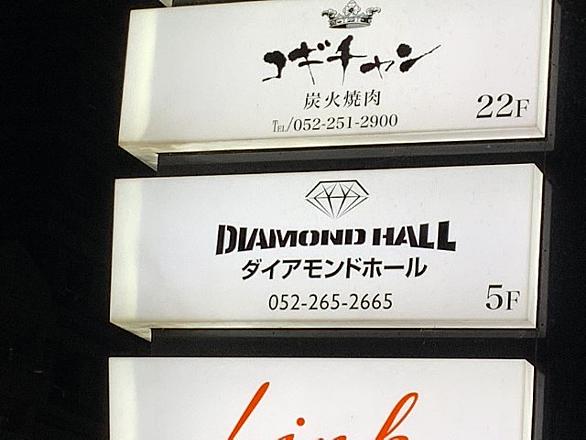 コギチャン
炭火焼肉
TEL/052-251-2900
22F
DIAMOND HALL
ダイアモンドホール
052-265-2665
5F
Link